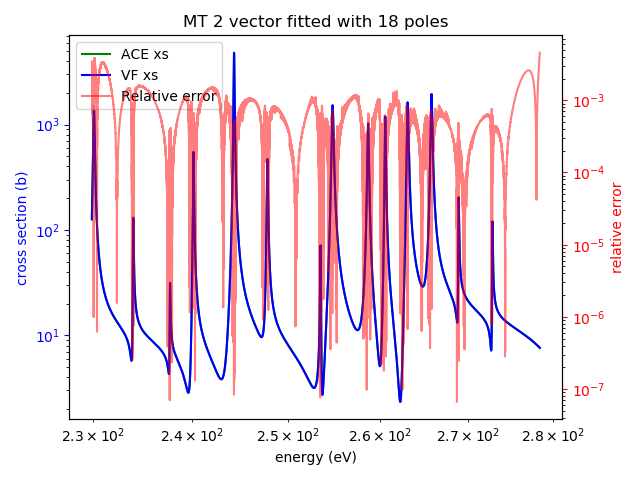 MT 2 vector fitted with 18 poles
ACE xs
VF xs
Relative error
cross section (b)
10³
10²
10¹
10⁻³
10⁻⁴
10⁻⁵
10⁻⁶
10⁻⁷
relative error
2.3 × 10² 2.4 × 10² 2.5 × 10² 2.6 × 10² 2.7 × 10² 2.8 × 10²
energy (eV)